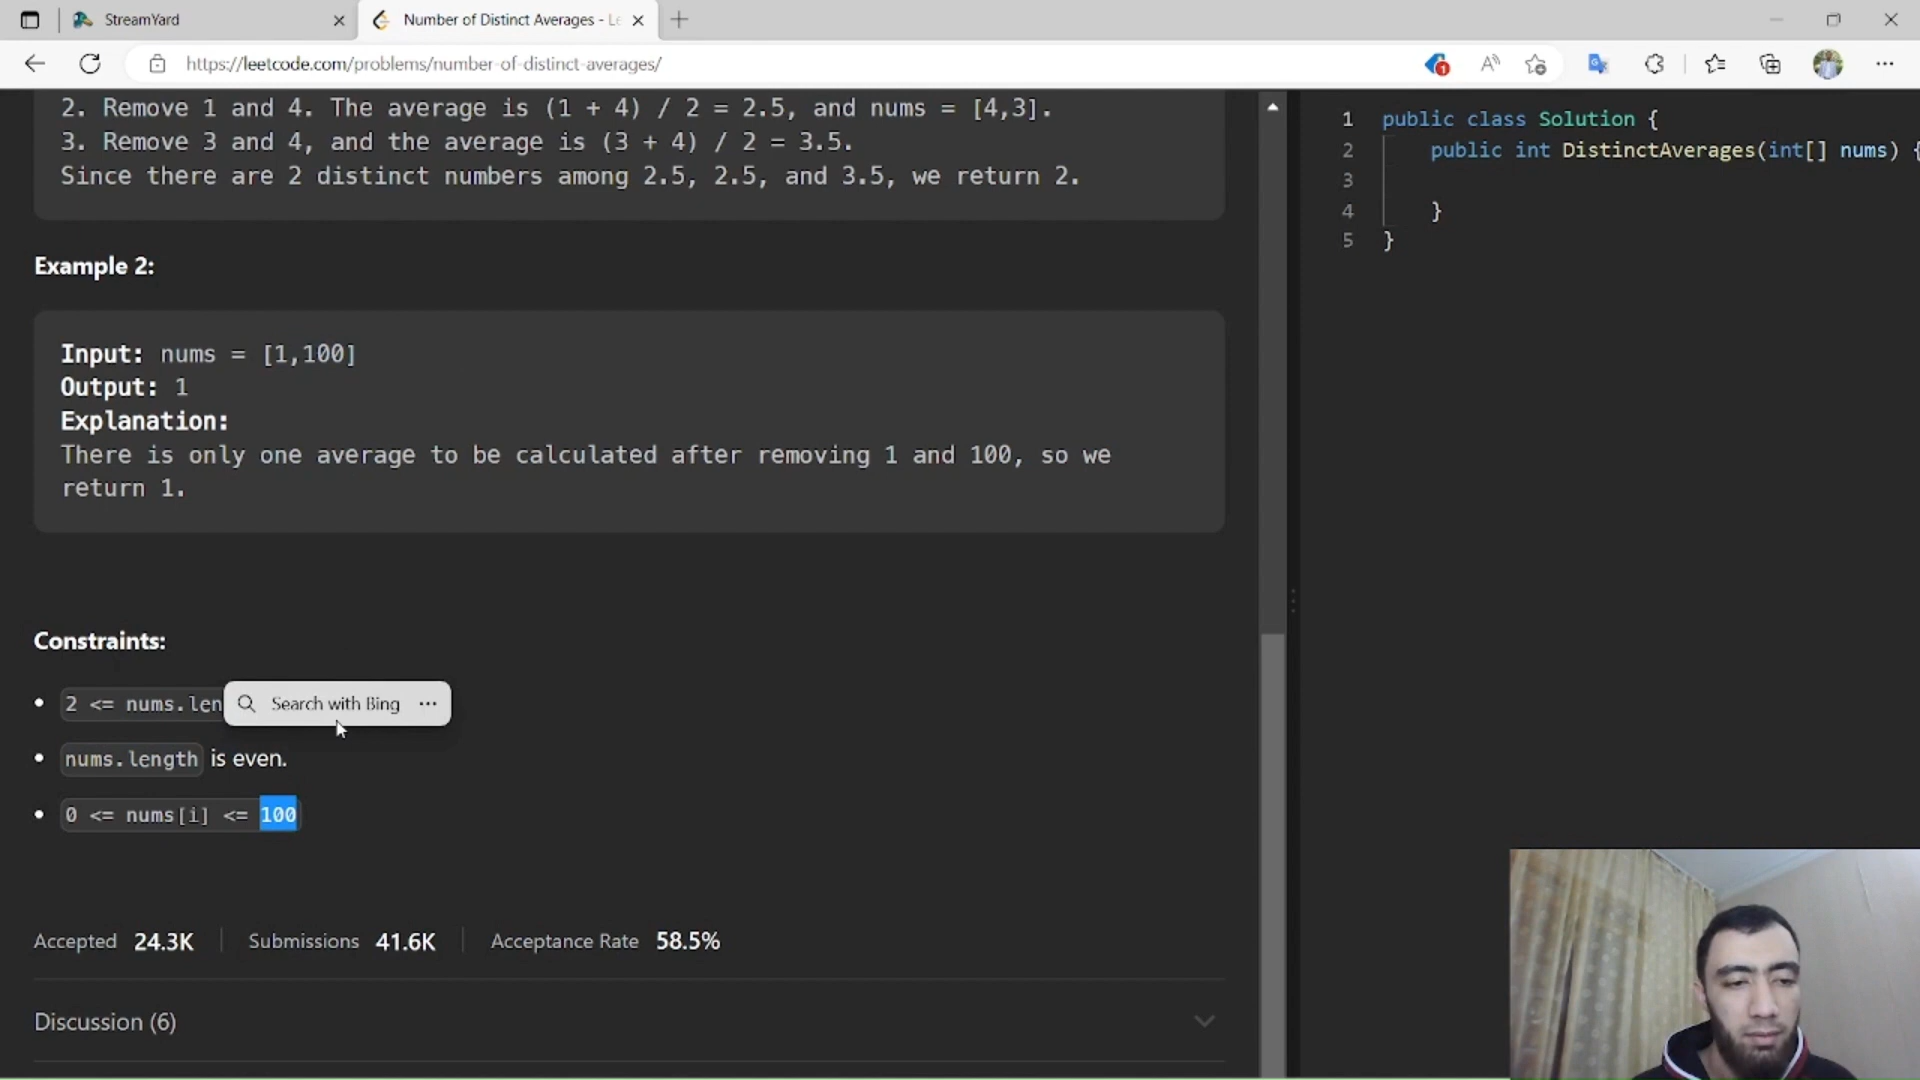 StreamYard
Number of Distinct Averages - Le
https://leetcode.com/problems/number-of-distinct-averages/
1
2. Remove 1 and 4. The average is (1 + 4) / 2 = 2.5, and nums = [4,3].
3. Remove 3 and 4, and the average is (3 + 4) / 2 = 3.5.
Since there are 2 distinct numbers among 2.5, 2.5, and 3.5, we return 2.
Example 2:
Input: nums = [1,100]
Output: 1
Explanation:
There is only one average to be calculated after removing 1 and 100, so we
return 1.
Constraints:
2 <= nums.len
Search with Bing
nums.length is even.
0 <= nums[i] <= 100
Accepted 24.3K Submissions 41.6K Acceptance Rate 58.5%
Discussion (6)
1 public class Solution {
2 public int DistinctAverages(int[] nums) {
3
4 }
5 }